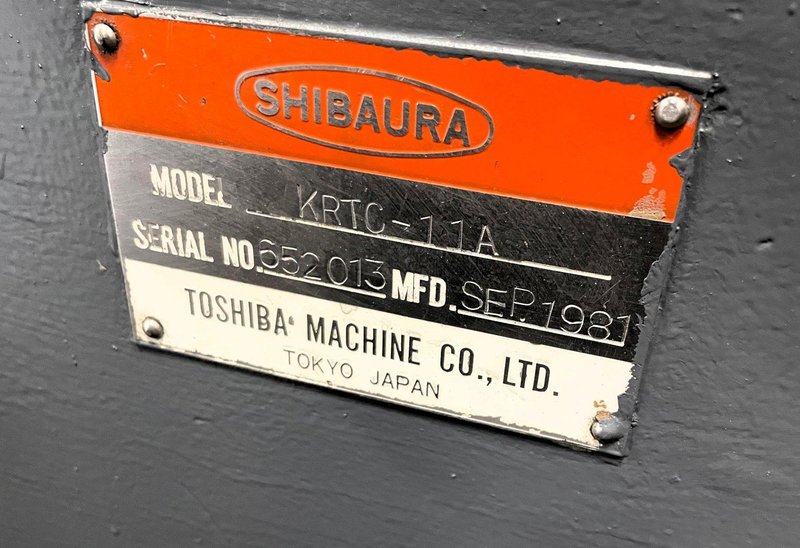 SHIBAURA
MODEL KRTC-11A
SERIAL NO. 652013 MFD. SEP. 1981
TOSHIBA MACHINE CO., LTD.
TOKYO JAPAN